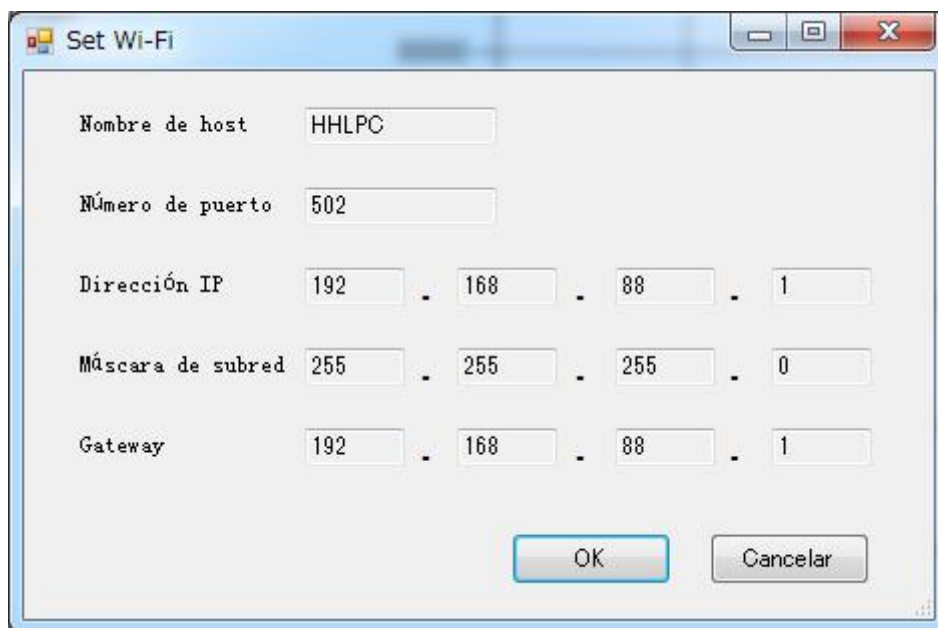 Set Wi-Fi
Nombre de host HHLPC
Número de puerto 502
Dirección IP 192 . 168 . 88 . 1
Máscara de subred 255 . 255 . 255 . 0
Gateway 192 . 168 . 88 . 1
OK Cancelar